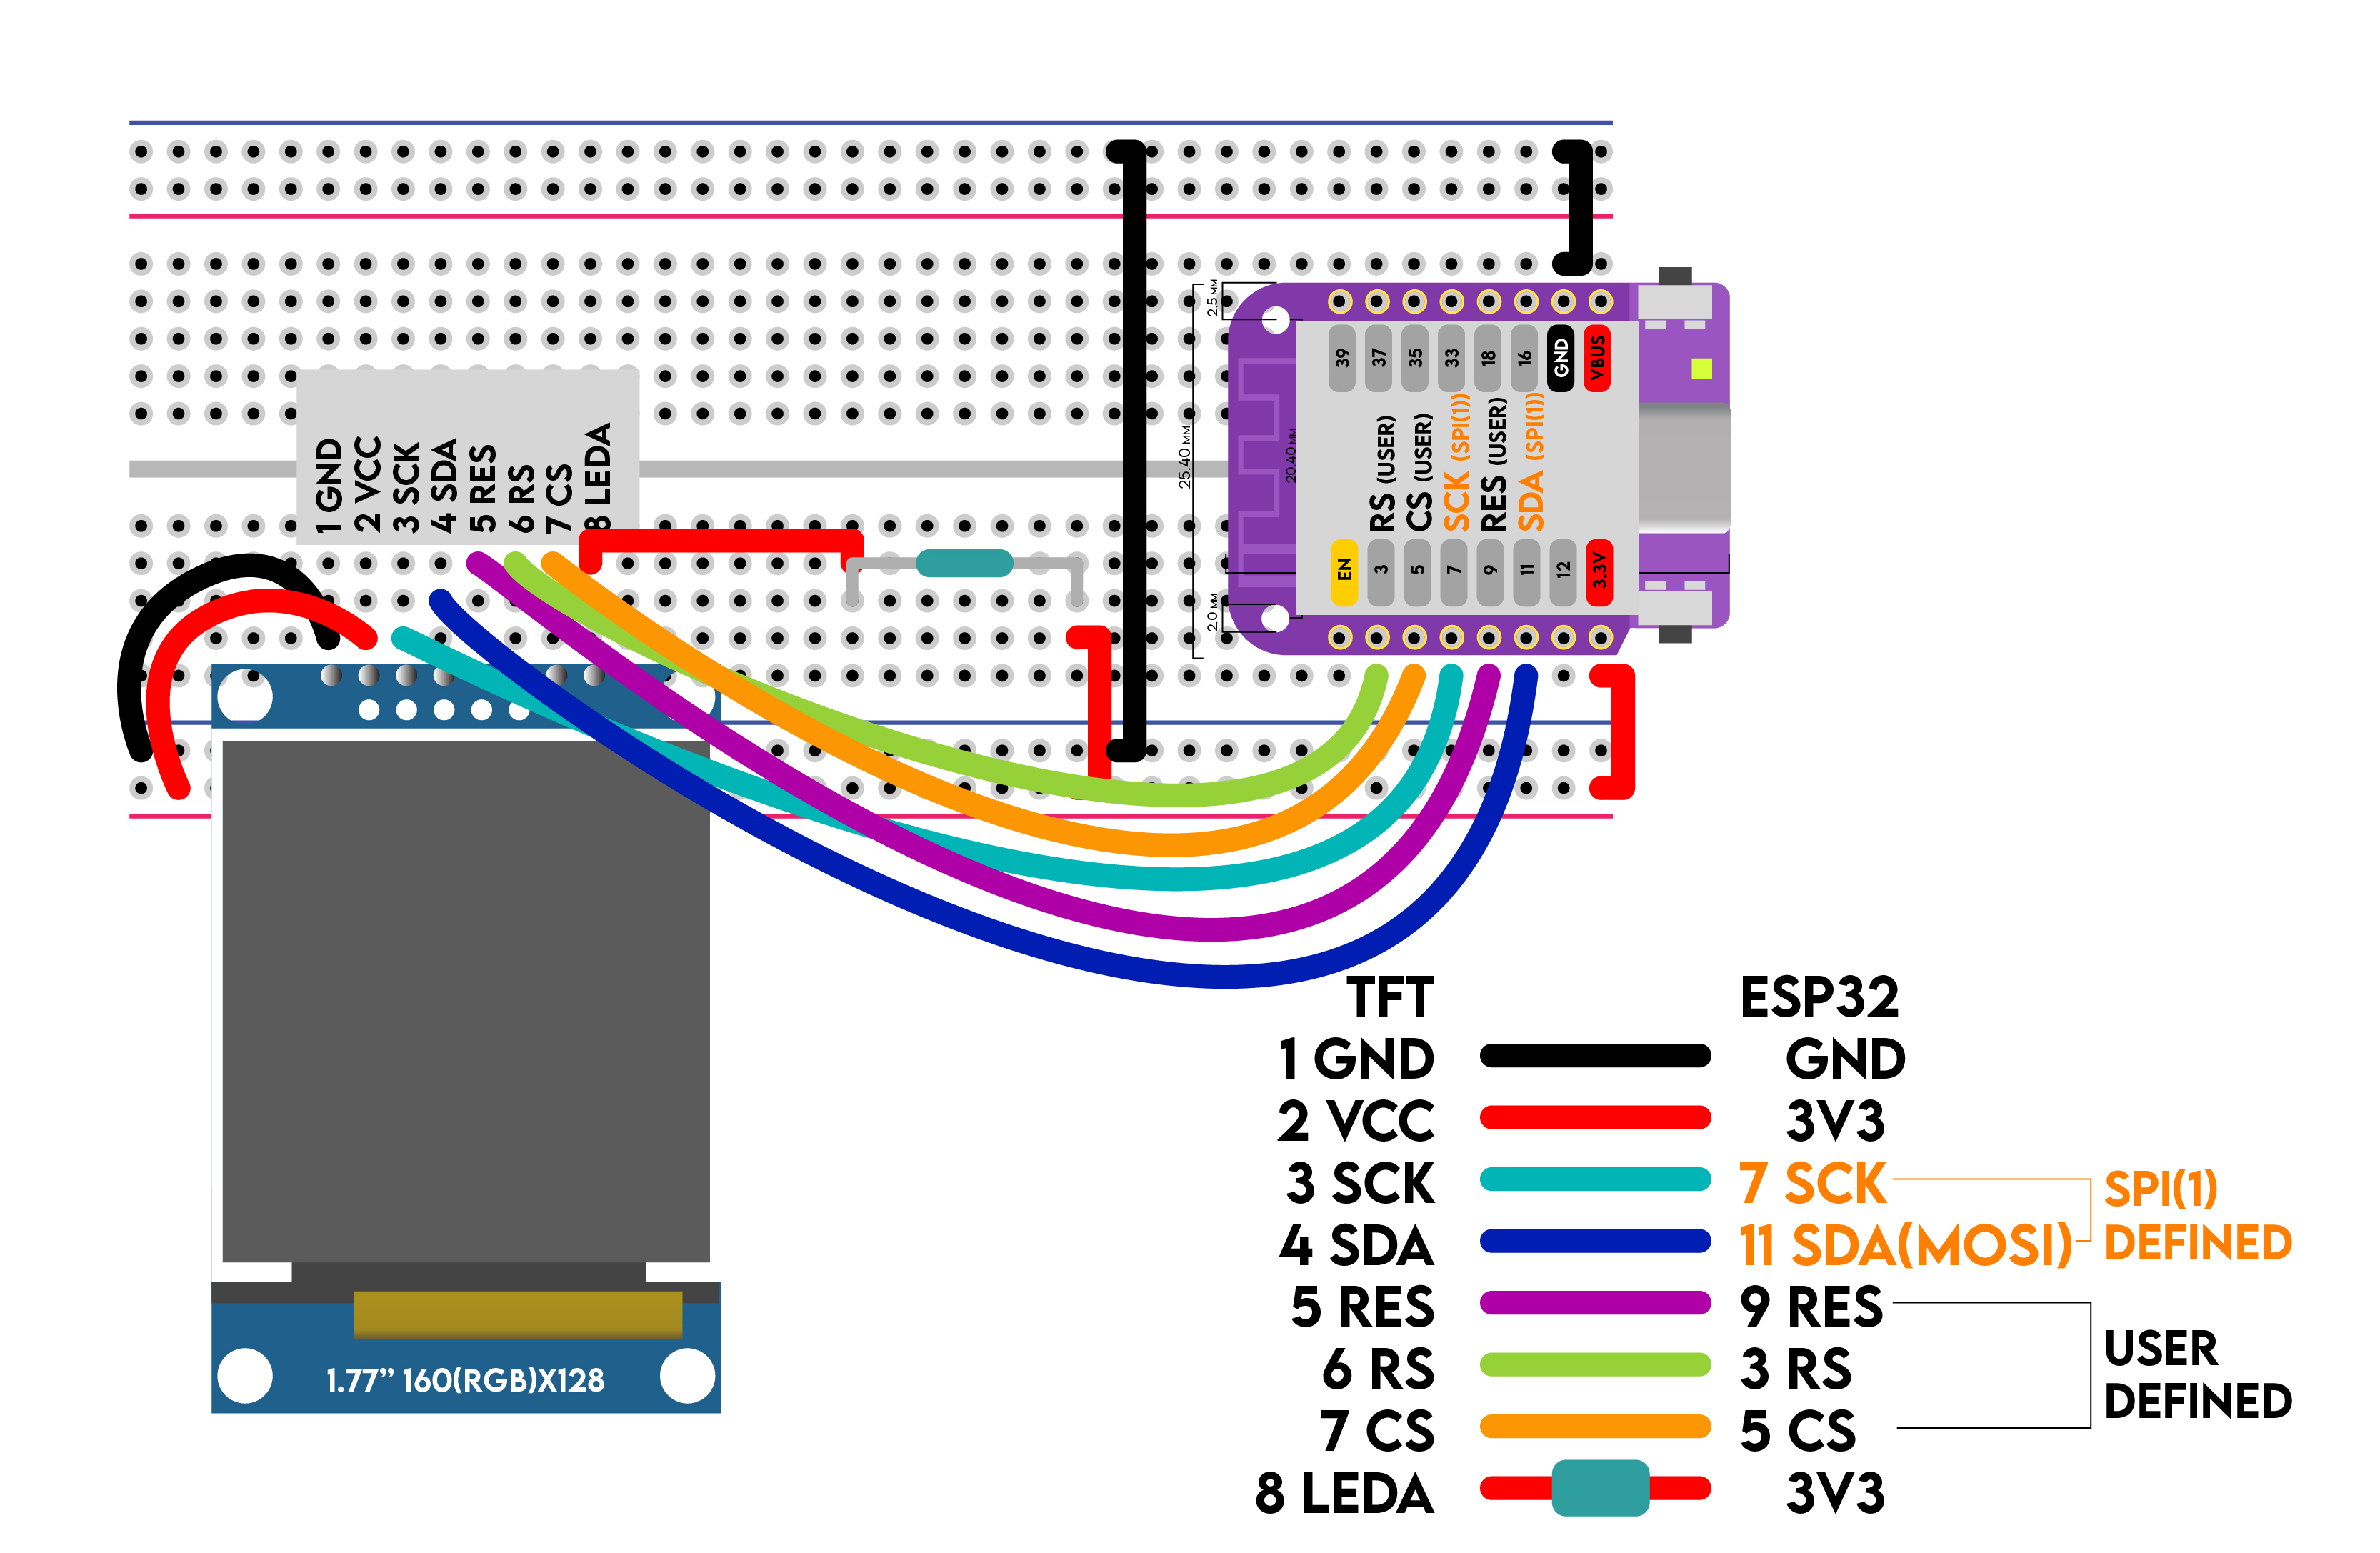 1 GND
2 VCC
3 SCK
4 SDA
5 RES
6 RS
7 CS
8 LEDA
2.5 MM
25.40 MM
20.40 MM
2.0 MM
39
37
35
33
18
16
GND
VBUS
RS (USER)
CS (USER)
SCK (SPI(1))
RES (USER)
SDA (SPI(1))
EN
3
5
7
9
11
12
3.3V
1.77” 160(RGB)X128
TFT ESP32
1 GND GND
2 VCC 3V3
3 SCK 7 SCK
4 SDA 11 SDA(MOSI)
SPI(1)
DEFINED
5 RES 9 RES
6 RS 3 RS
7 CS 5 CS
USER
DEFINED
8 LEDA 3V3